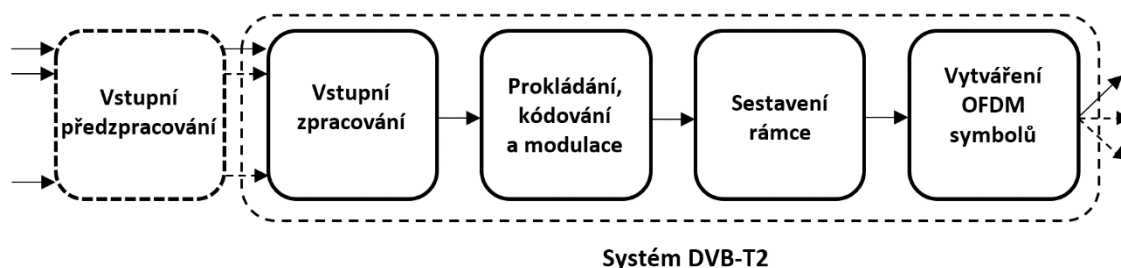 Vstupní
předzpracování
Vstupní
zpracování
Prokládání,
kódování
a modulace
Sestavení
rámce
Vytváření
OFDM
symbolů
Systém DVB-T2